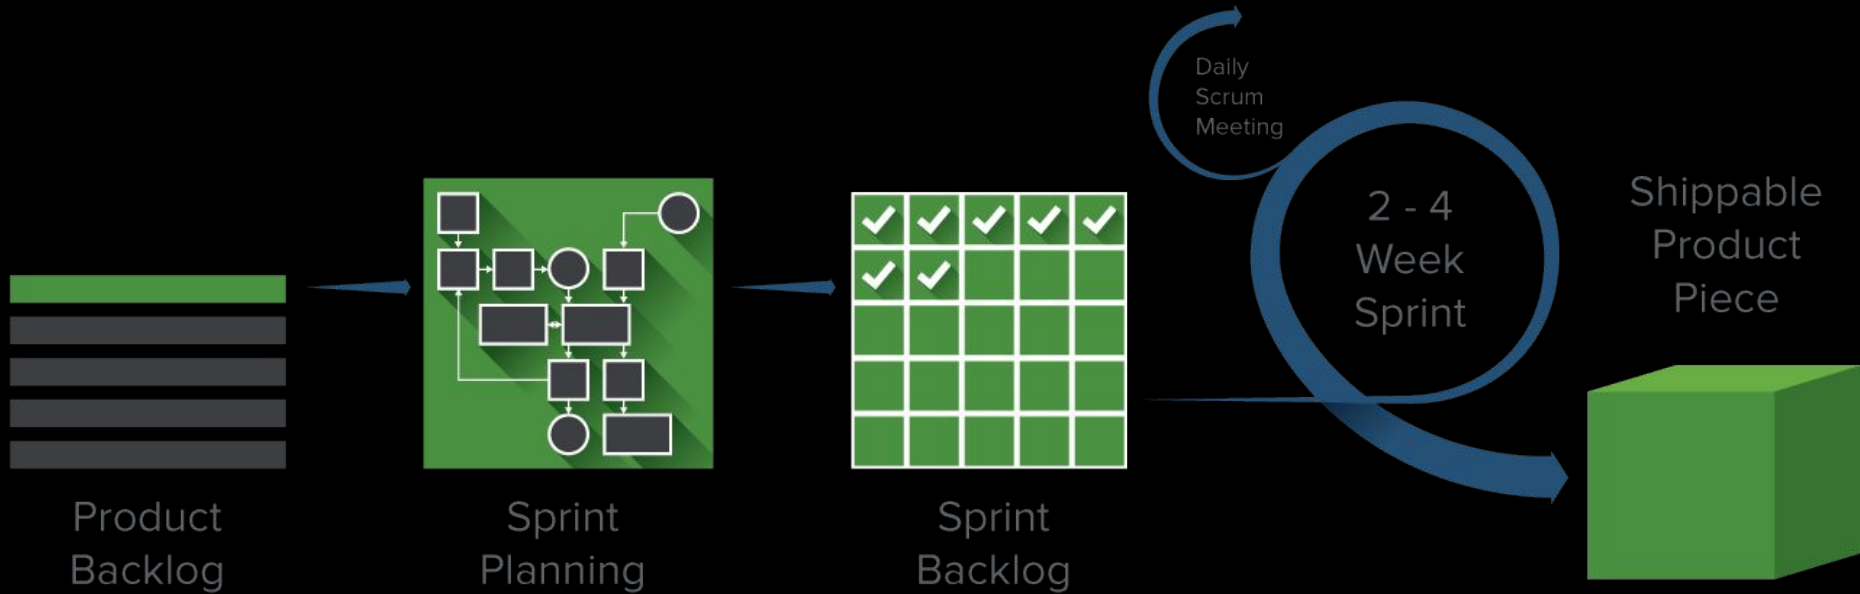 Product
Backlog
Sprint
Planning
Sprint
Backlog
Daily
Scrum
Meeting
2 - 4
Week
Sprint
Shippable
Product
Piece